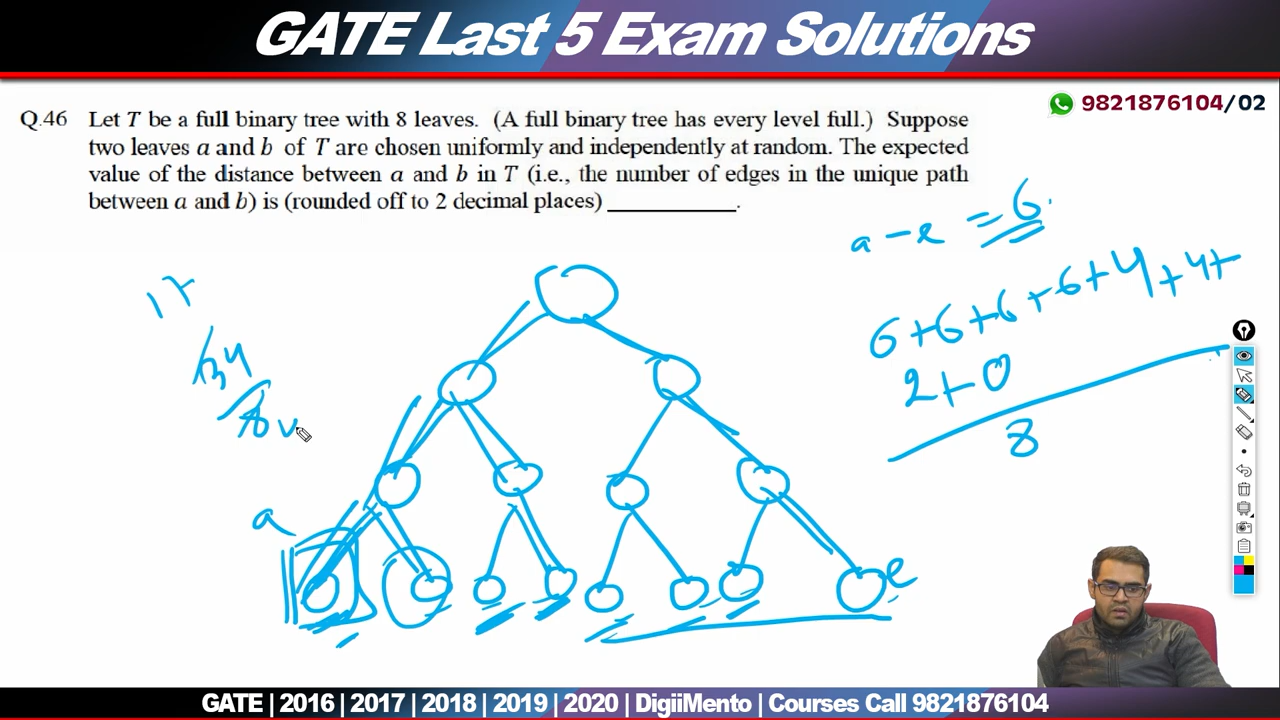 GATE Last 5 Exam Solutions
9821876104/02
Q.46 Let T be a full binary tree with 8 leaves. (A full binary tree has every level full.) Suppose
two leaves a and b of T are chosen uniformly and independently at random. The expected
value of the distance between a and b in T (i.e., the number of edges in the unique path
between a and b) is (rounded off to 2 decimal places) ____________.
a - e = 6
6+6+6+6+4+4+
2+0
8
a
e
GATE | 2016 | 2017 | 2018 | 2019 | 2020 | DigiiMento | Courses Call 9821876104